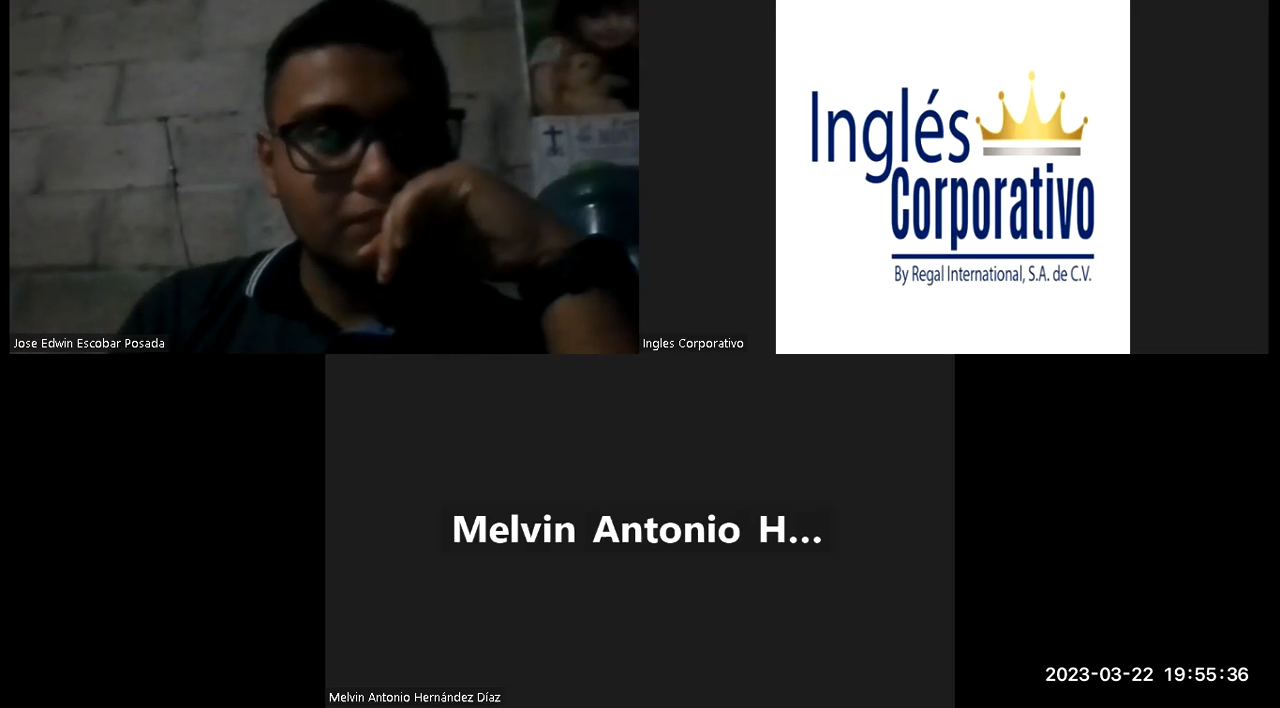 Inglés
Corporativo
By Regal International, S.A. de C.V.
Jose Edwin Escobar Posada
Ingles Corporativo
Melvin Antonio H...
Melvin Antonio Hernández Díaz
2023-03-22 19:55:36